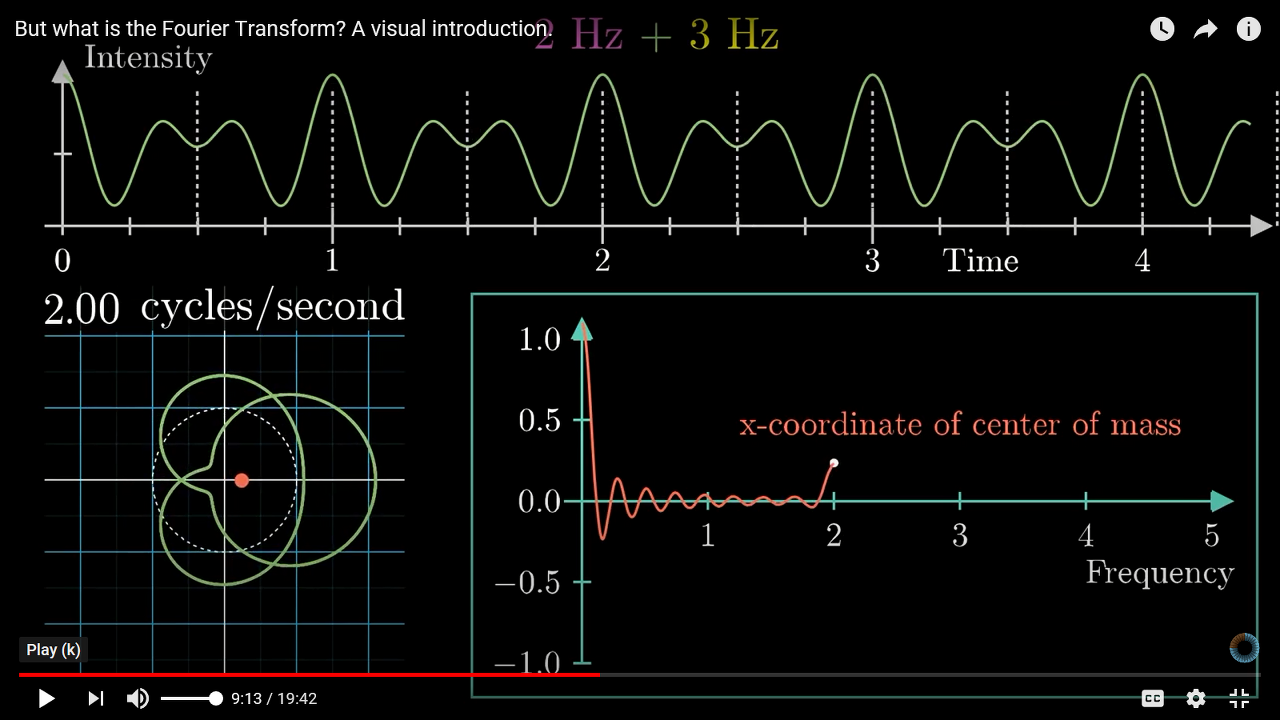 But what is the Fourier Transform? A visual introduction.
2 Hz + 3 Hz
Intensity
0 1 2 3 Time 4
2.00 cycles/second
1.0
0.5
x-coordinate of center of mass
0.0
1 2 3 4 5
Frequency
−0.5
−1.0
Play (k)
9:13 / 19:42
CC